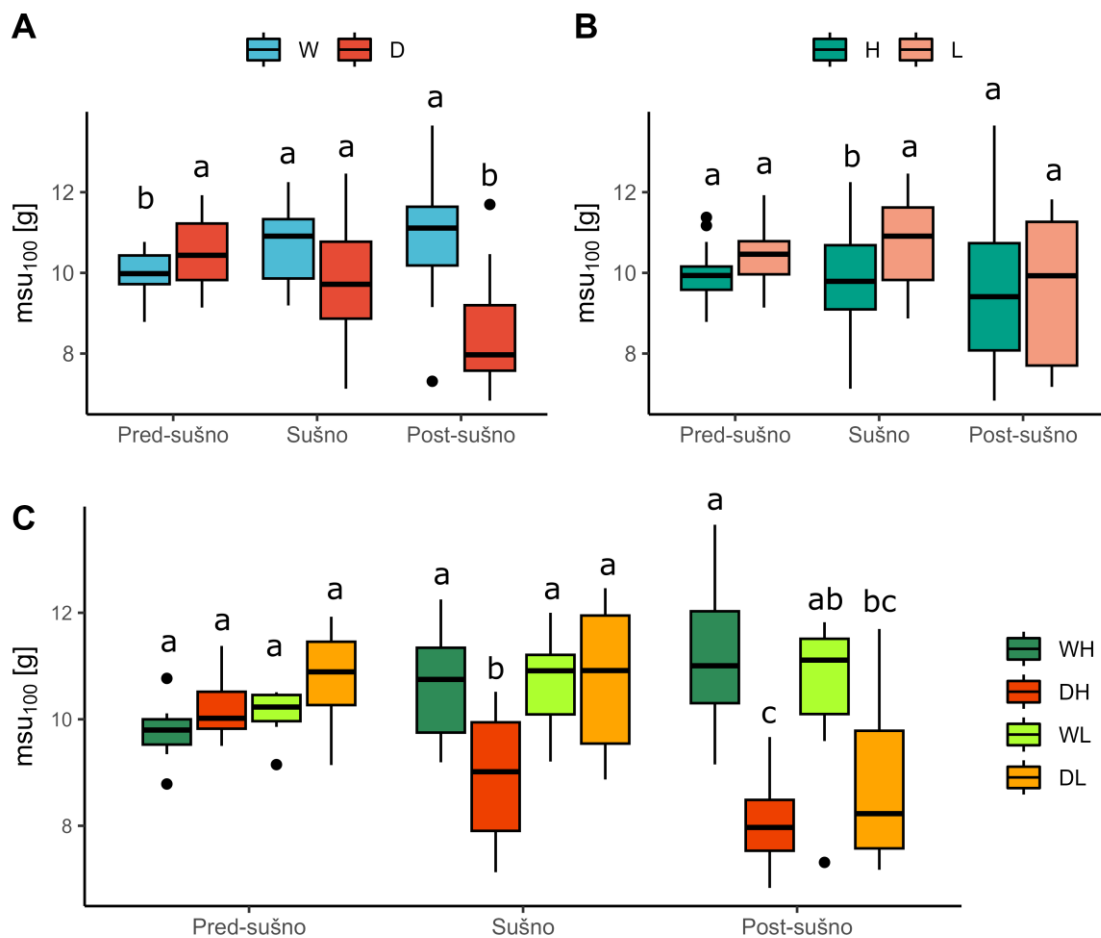 A
W D
a
a a a b
b
12
10
8
msu₁₀₀ [g]
Pred-sušno Sušno Post-sušno
B
H L
a
a a b a a
12
10
8
msu₁₀₀ [g]
Pred-sušno Sušno Post-sušno
C
a
a a a a a a b a ab bc c
12
10
8
msu₁₀₀ [g]
Pred-sušno Sušno Post-sušno
WH
DH
WL
DL